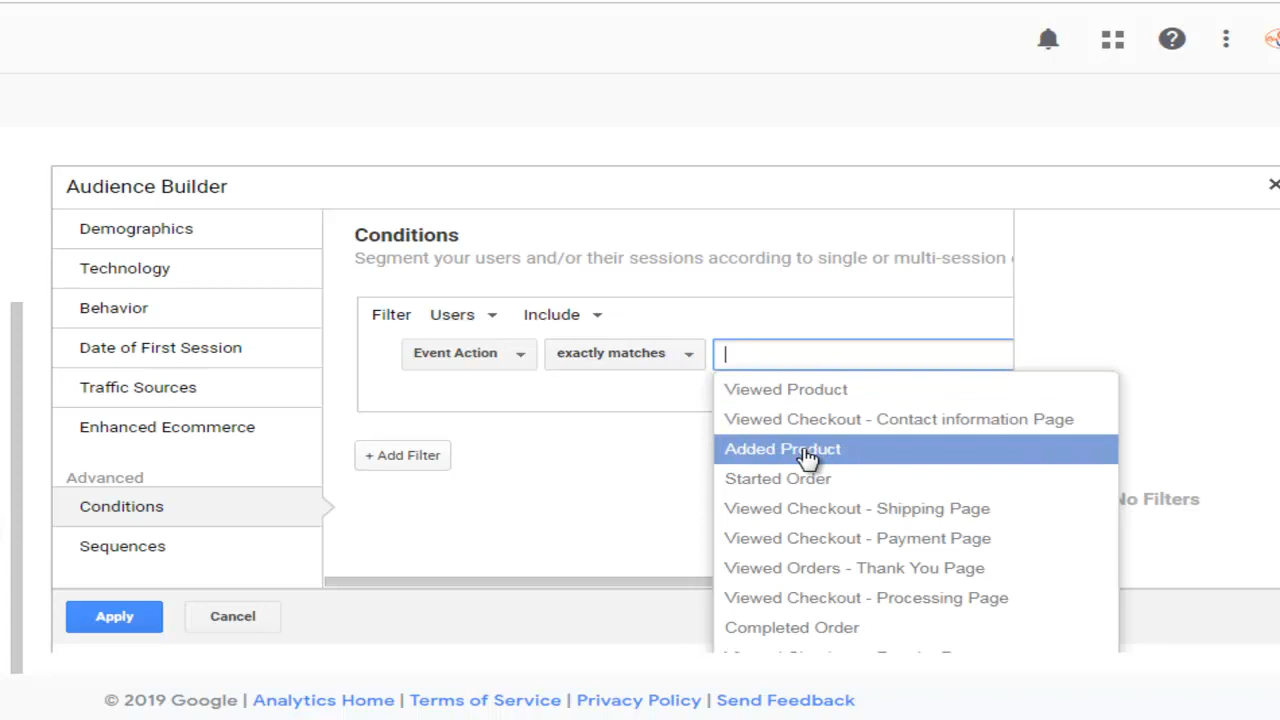 Audience Builder
Demographics
Technology
Behavior
Date of First Session
Traffic Sources
Enhanced Ecommerce
Advanced
Conditions
Sequences
Conditions
Segment your users and/or their sessions according to single or multi-session
Filter Users Include
Event Action exactly matches
Viewed Product
Viewed Checkout - Contact information Page
Added Product
Started Order
Viewed Checkout - Shipping Page
Viewed Checkout - Payment Page
Viewed Orders - Thank You Page
Viewed Checkout - Processing Page
Completed Order
+ Add Filter
No Filters
Apply Cancel
© 2019 Google | Analytics Home | Terms of Service | Privacy Policy | Send Feedback